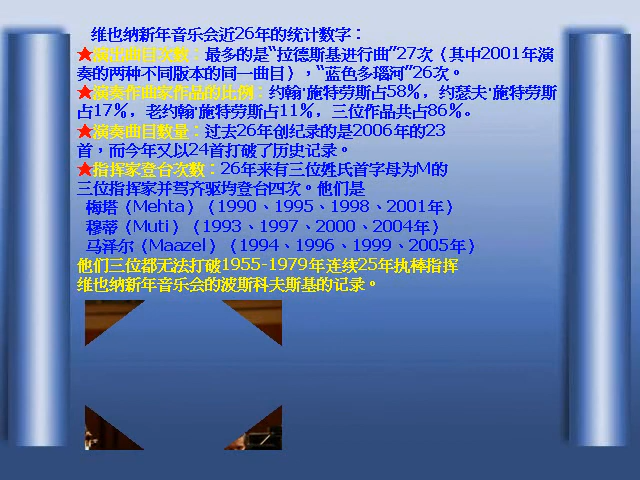 维也纳新年音乐会近26年的统计数字：
★演出曲目次数：最多的是“拉德斯基进行曲”27次（其中2001年演
奏的两种不同版本的同一曲目），“蓝色多瑙河”26次。
★演奏作曲家作品的比例：约翰·施特劳斯占58%，约瑟夫·施特劳斯
占17%，老约翰·施特劳斯占11%，三位作品共占86%。
★演奏曲目数量：过去26年创纪录的是2006年的23
首，而今年又以24首打破了历史记录。
★指挥家登台次数：26年来有三位姓氏首字母为M的
三位指挥家并驾齐驱均登台四次。他们是
梅塔（Mehta）（1990、1995、1998、2001年）
穆蒂（Muti）（1993、1997、2000、2004年）
马泽尔（Maazel）（1994、1996、1999、2005年）
他们三位都无法打破1955-1979年连续25年执棒指挥
维也纳新年音乐会的波斯科夫斯基的记录。